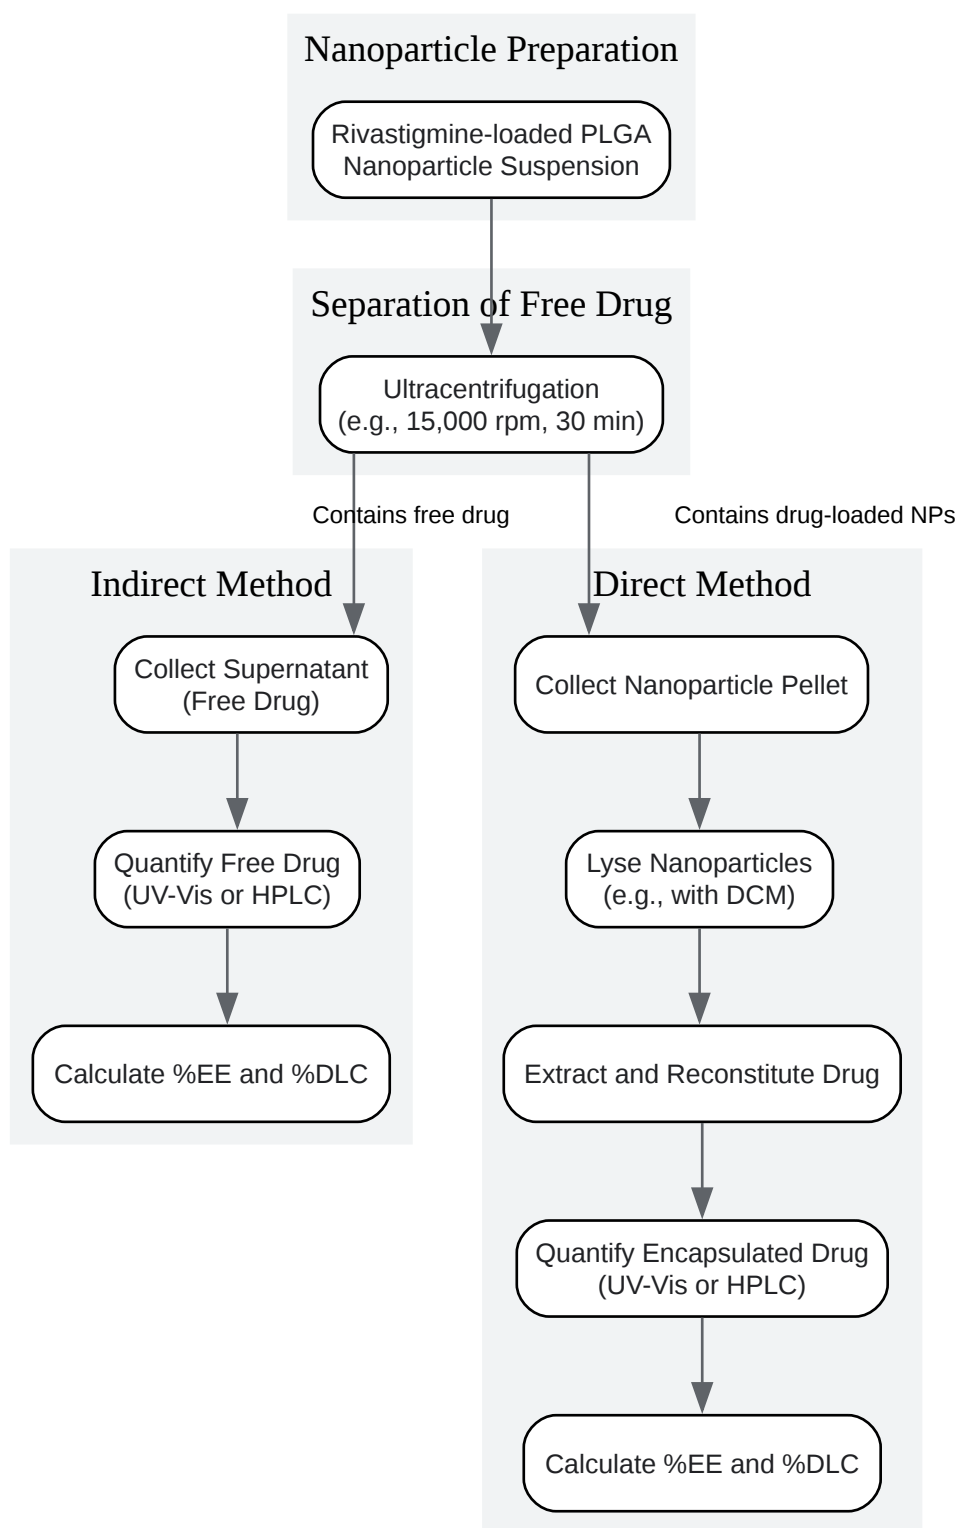 Nanoparticle Preparation
Rivastigmine-loaded PLGA
Nanoparticle Suspension
Separation of Free Drug
Ultracentrifugation
(e.g., 15,000 rpm, 30 min)
Contains free drug
Contains drug-loaded NPs
Indirect Method
Collect Supernatant
(Free Drug)
Quantify Free Drug
(UV-Vis or HPLC)
Calculate %EE and %DLC
Direct Method
Collect Nanoparticle Pellet
Lyse Nanoparticles
(e.g., with DCM)
Extract and Reconstitute Drug
Quantify Encapsulated Drug
(UV-Vis or HPLC)
Calculate %EE and %DLC